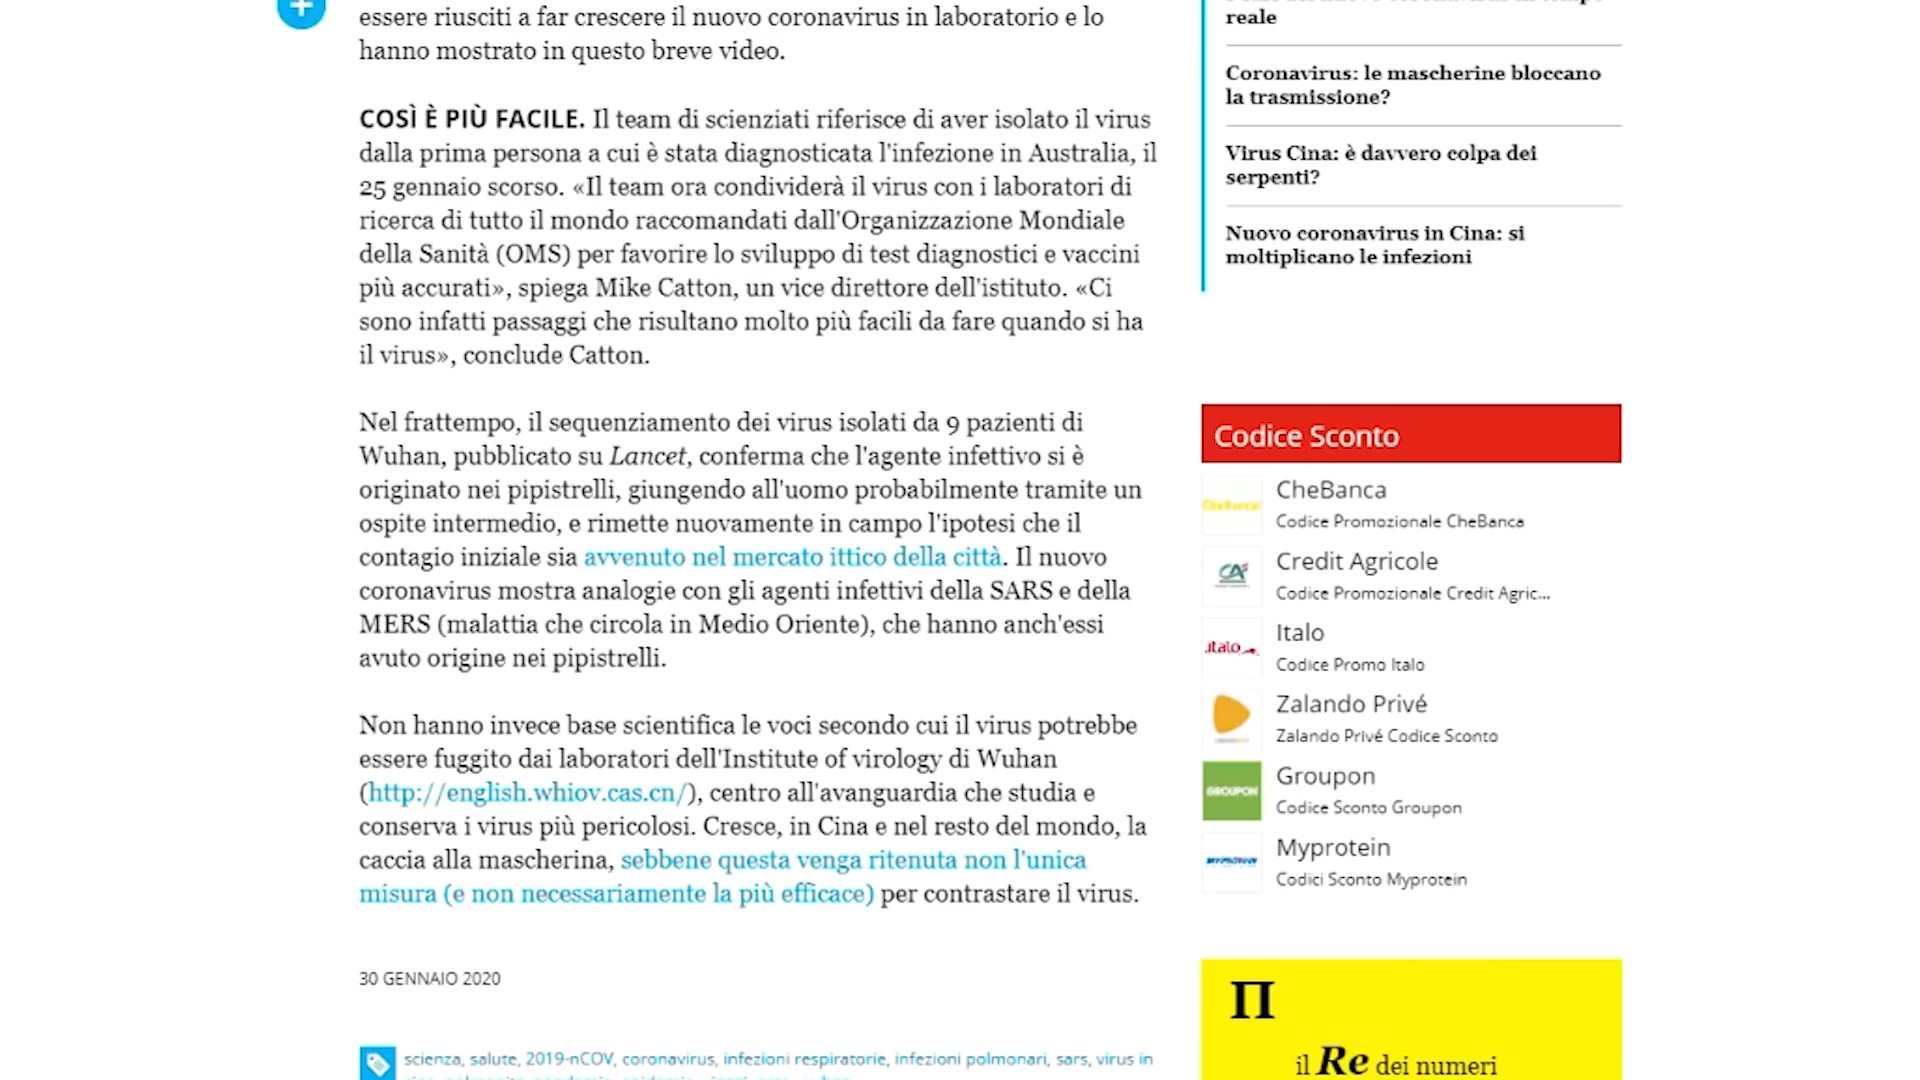 essere riusciti a far crescere il nuovo coronavirus in laboratorio e lo
hanno mostrato in questo breve video.
COSÌ È PIÙ FACILE. Il team di scienziati riferisce di aver isolato il virus
dalla prima persona a cui è stata diagnosticata l'infezione in Australia, il
25 gennaio scorso. «Il team ora condividerà il virus con i laboratori di
ricerca di tutto il mondo raccomandati dall'Organizzazione Mondiale
della Sanità (OMS) per favorire lo sviluppo di test diagnostici e vaccini
più accurati», spiega Mike Catton, un vice direttore dell'istituto. «Ci
sono infatti passaggi che risultano molto più facili da fare quando si ha
il virus», conclude Catton.
Nel frattempo, il sequenziamento dei virus isolati da 9 pazienti di
Wuhan, pubblicato su Lancet, conferma che l'agente infettivo si è
originato nei pipistrelli, giungendo all'uomo probabilmente tramite un
ospite intermedio, e rimette nuovamente in campo l'ipotesi che il
contagio iniziale sia avvenuto nel mercato ittico della città. Il nuovo
coronavirus mostra analogie con gli agenti infettivi della SARS e della
MERS (malattia che circola in Medio Oriente), che hanno anch'essi
avuto origine nei pipistrelli.
Non hanno invece base scientifica le voci secondo cui il virus potrebbe
essere fuggito dai laboratori dell'Institute of virology di Wuhan
(http://english.whiov.cas.cn/), centro all'avanguardia che studia e
conserva i virus più pericolosi. Cresce, in Cina e nel resto del mondo, la
caccia alla mascherina, sebbene questa venga ritenuta non l'unica
misura (e non necessariamente la più efficace) per contrastare il virus.
30 GENNAIO 2020
scienza, salute, 2019-nCOV, coronavirus, infezioni respiratorie, infezioni polmonari, sars, virus in
reale
Coronavirus: le mascherine bloccano
la trasmissione?
Virus Cina: è davvero colpa dei
serpenti?
Nuovo coronavirus in Cina: si
moltiplicano le infezioni
Codice Sconto
CheBanca!
CheBanca
Codice Promozionale CheBanca
CA
Credit Agricole
Codice Promozionale Credit Agric...
italo
Italo
Codice Promo Italo
Zalando Privé
Zalando Privé Codice Sconto
GROUPON
Groupon
Codice Sconto Groupon
MYPROTEIN
Myprotein
Codici Sconto Myprotein
Π
il Re dei numeri